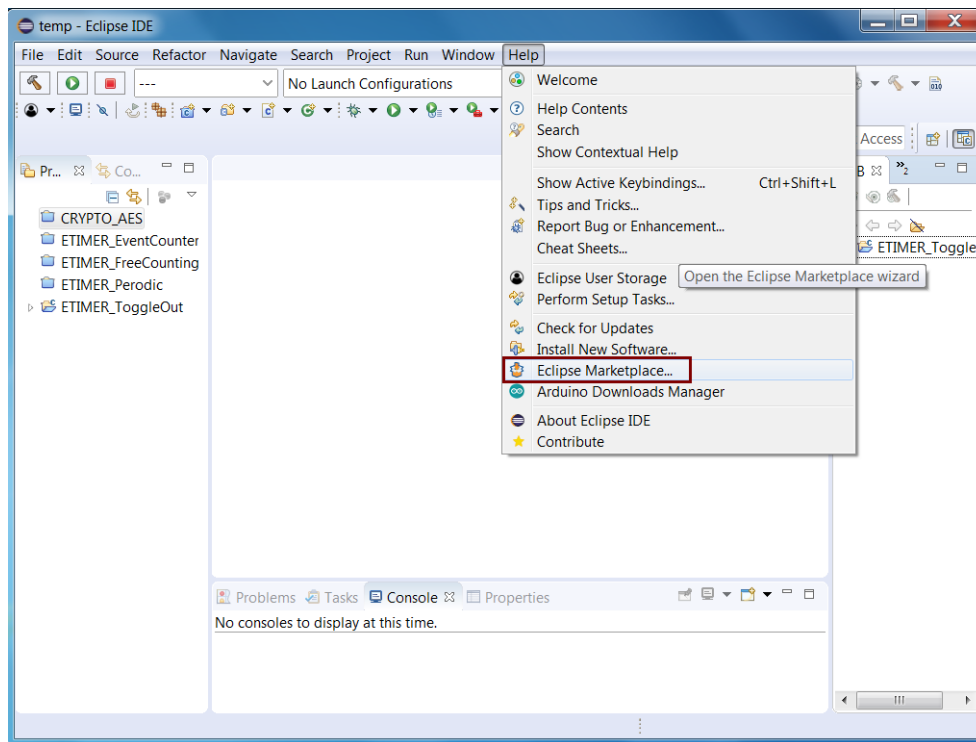 temp - Eclipse IDE
File Edit Source Refactor Navigate Search Project Run Window Help
--- No Launch Configurations
Welcome
Help Contents
Search
Show Contextual Help
Show Active Keybindings... Ctrl+Shift+L
Tips and Tricks...
Report Bug or Enhancement...
Cheat Sheets...
Eclipse User Storage
Open the Eclipse Marketplace wizard
Perform Setup Tasks...
Check for Updates
Install New Software...
Eclipse Marketplace...
Arduino Downloads Manager
About Eclipse IDE
Contribute
Access
Pr... Co...
B »2
CRYPTO_AES
ETIMER_EventCounter
ETIMER_FreeCounting
ETIMER_Perodic
ETIMER_ToggleOut
ETIMER_Toggle
Problems Tasks Console Properties
No consoles to display at this time.